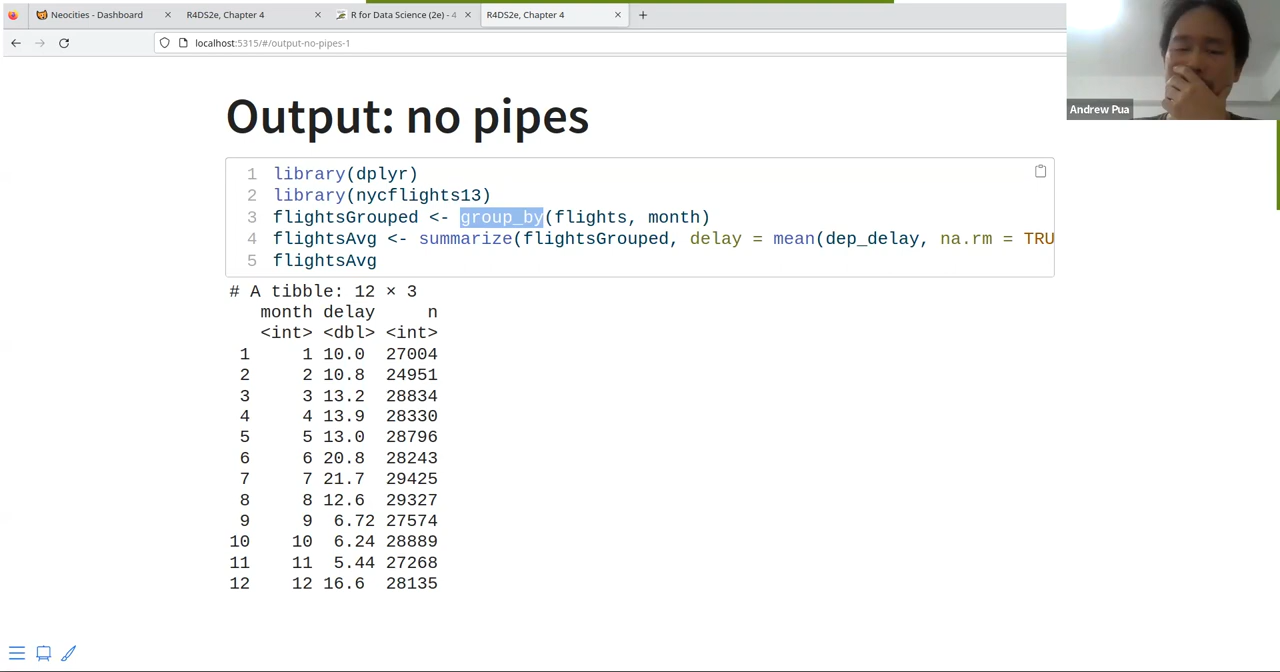 Neocities - Dashboard
R4DS2e, Chapter 4
R for Data Science (2e) - 4
R4DS2e, Chapter 4
localhost:5315/#/output-no-pipes-1
Andrew Pua
Output: no pipes
1 library(dplyr)
2 library(nycflights13)
3 flightsGrouped <- group_by(flights, month)
4 flightsAvg <- summarize(flightsGrouped, delay = mean(dep_delay, na.rm = TRU
5 flightsAvg
# A tibble: 12 × 3
month delay n
<int> <dbl> <int>
1 1 10.0 27004
2 2 10.8 24951
3 3 13.2 28834
4 4 13.9 28330
5 5 13.0 28796
6 6 20.8 28243
7 7 21.7 29425
8 8 12.6 29327
9 9 6.72 27574
10 10 6.24 28889
11 11 5.44 27268
12 12 16.6 28135